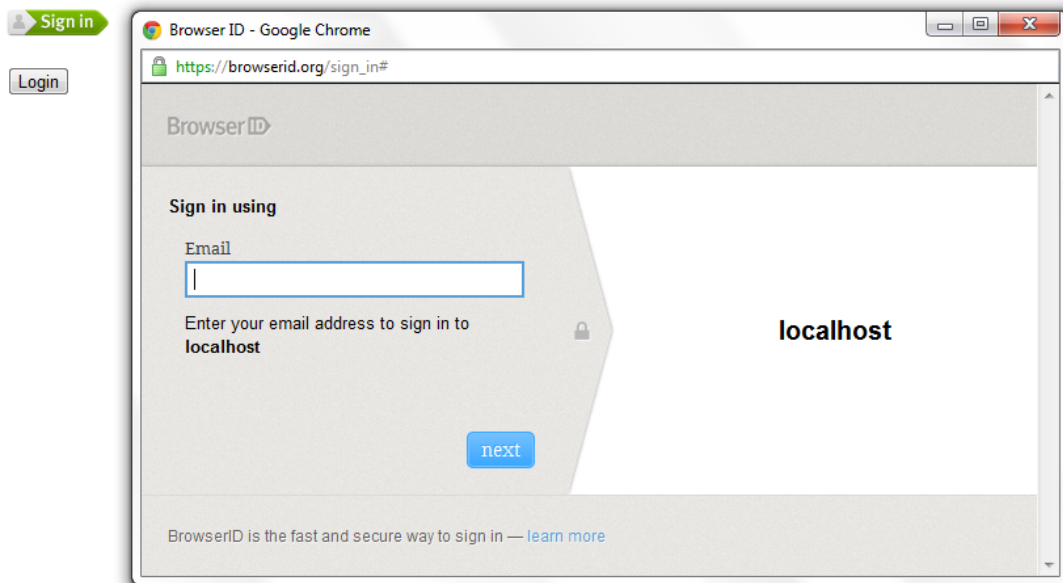 Sign in
Login
Browser ID - Google Chrome
https://browserid.org/sign_in#
BrowserID
Sign in using
Email
Enter your email address to sign in to
localhost
localhost
next
BrowserID is the fast and secure way to sign in — learn more